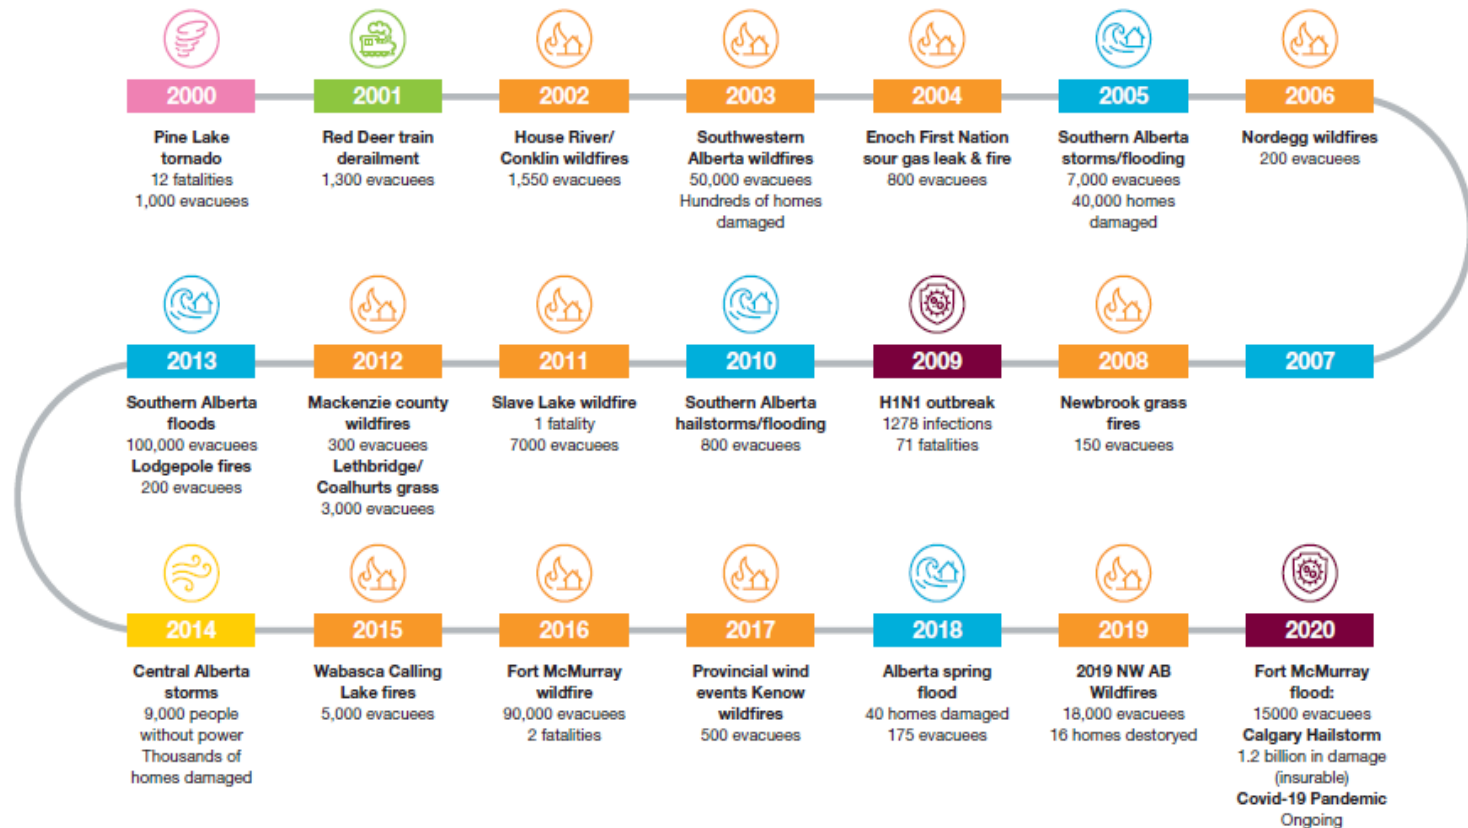 2000
Pine Lake
tornado
12 fatalities
1,000 evacuees
2001
Red Deer train
derailment
1,300 evacuees
2002
House River/
Conklin wildfires
1,550 evacuees
2003
Southwestern
Alberta wildfires
50,000 evacuees
Hundreds of homes
damaged
2004
Enoch First Nation
sour gas leak & fire
800 evacuees
2005
Southern Alberta
storms/flooding
7,000 evacuees
40,000 homes
damaged
2006
Nordegg wildfires
200 evacuees
2007
2008
Newbrook grass
fires
150 evacuees
2009
H1N1 outbreak
1278 infections
71 fatalities
2010
Southern Alberta
hailstorms/flooding
800 evacuees
2011
Slave Lake wildfire
1 fatality
7000 evacuees
2012
Mackenzie county
wildfires
300 evacuees
Lethbridge/
Coalhurts grass
3,000 evacuees
2013
Southern Alberta
floods
100,000 evacuees
Lodgepole fires
200 evacuees
2014
Central Alberta
storms
9,000 people
without power
Thousands of
homes damaged
2015
Wabasca Calling
Lake fires
5,000 evacuees
2016
Fort McMurray
wildfire
90,000 evacuees
2 fatalities
2017
Provincial wind
events Kenow
wildfires
500 evacuees
2018
Alberta spring
flood
40 homes damaged
175 evacuees
2019
2019 NW AB
Wildfires
18,000 evacuees
16 homes destoryed
2020
Fort McMurray
flood:
15000 evacuees
Calgary Hailstorm
1.2 billion in damage
(insurable)
Covid-19 Pandemic
Ongoing